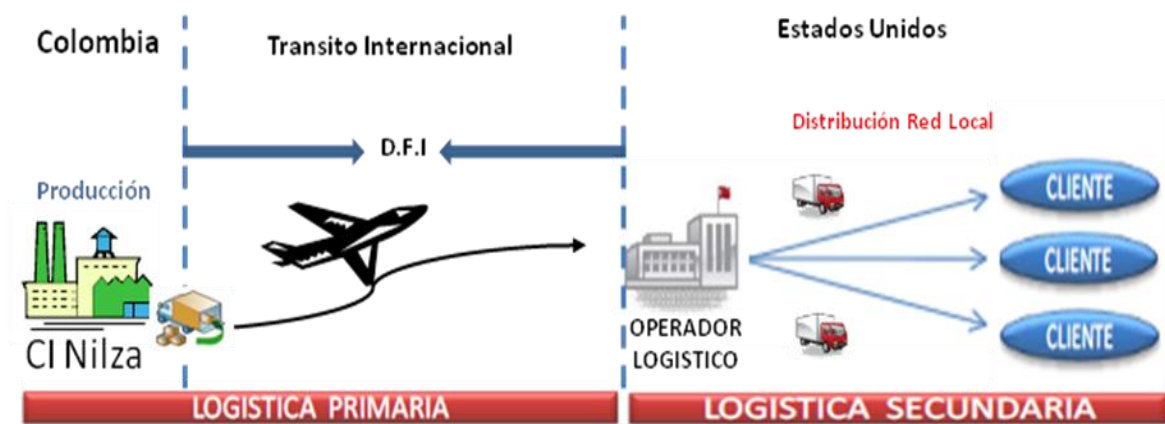 Colombia
Transito Internacional
Estados Unidos
Distribución Red Local
D.F.I
Producción
CLIENTE
CLIENTE
CLIENTE
OPERADOR
LOGISTICO
CI Nilza
LOGISTICA PRIMARIA
LOGISTICA SECUNDARIA